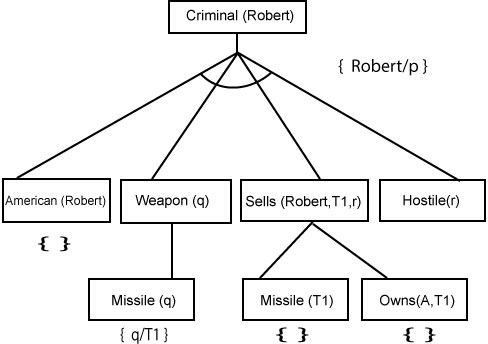 Criminal (Robert)
{ Robert/p }
American (Robert)
Weapon (q)
Sells (Robert,T1,r)
Hostile(r)
{ }
Missile (q)
Missile (T1)
Owns(A,T1)
{ q/T1 }
{ }
{ }